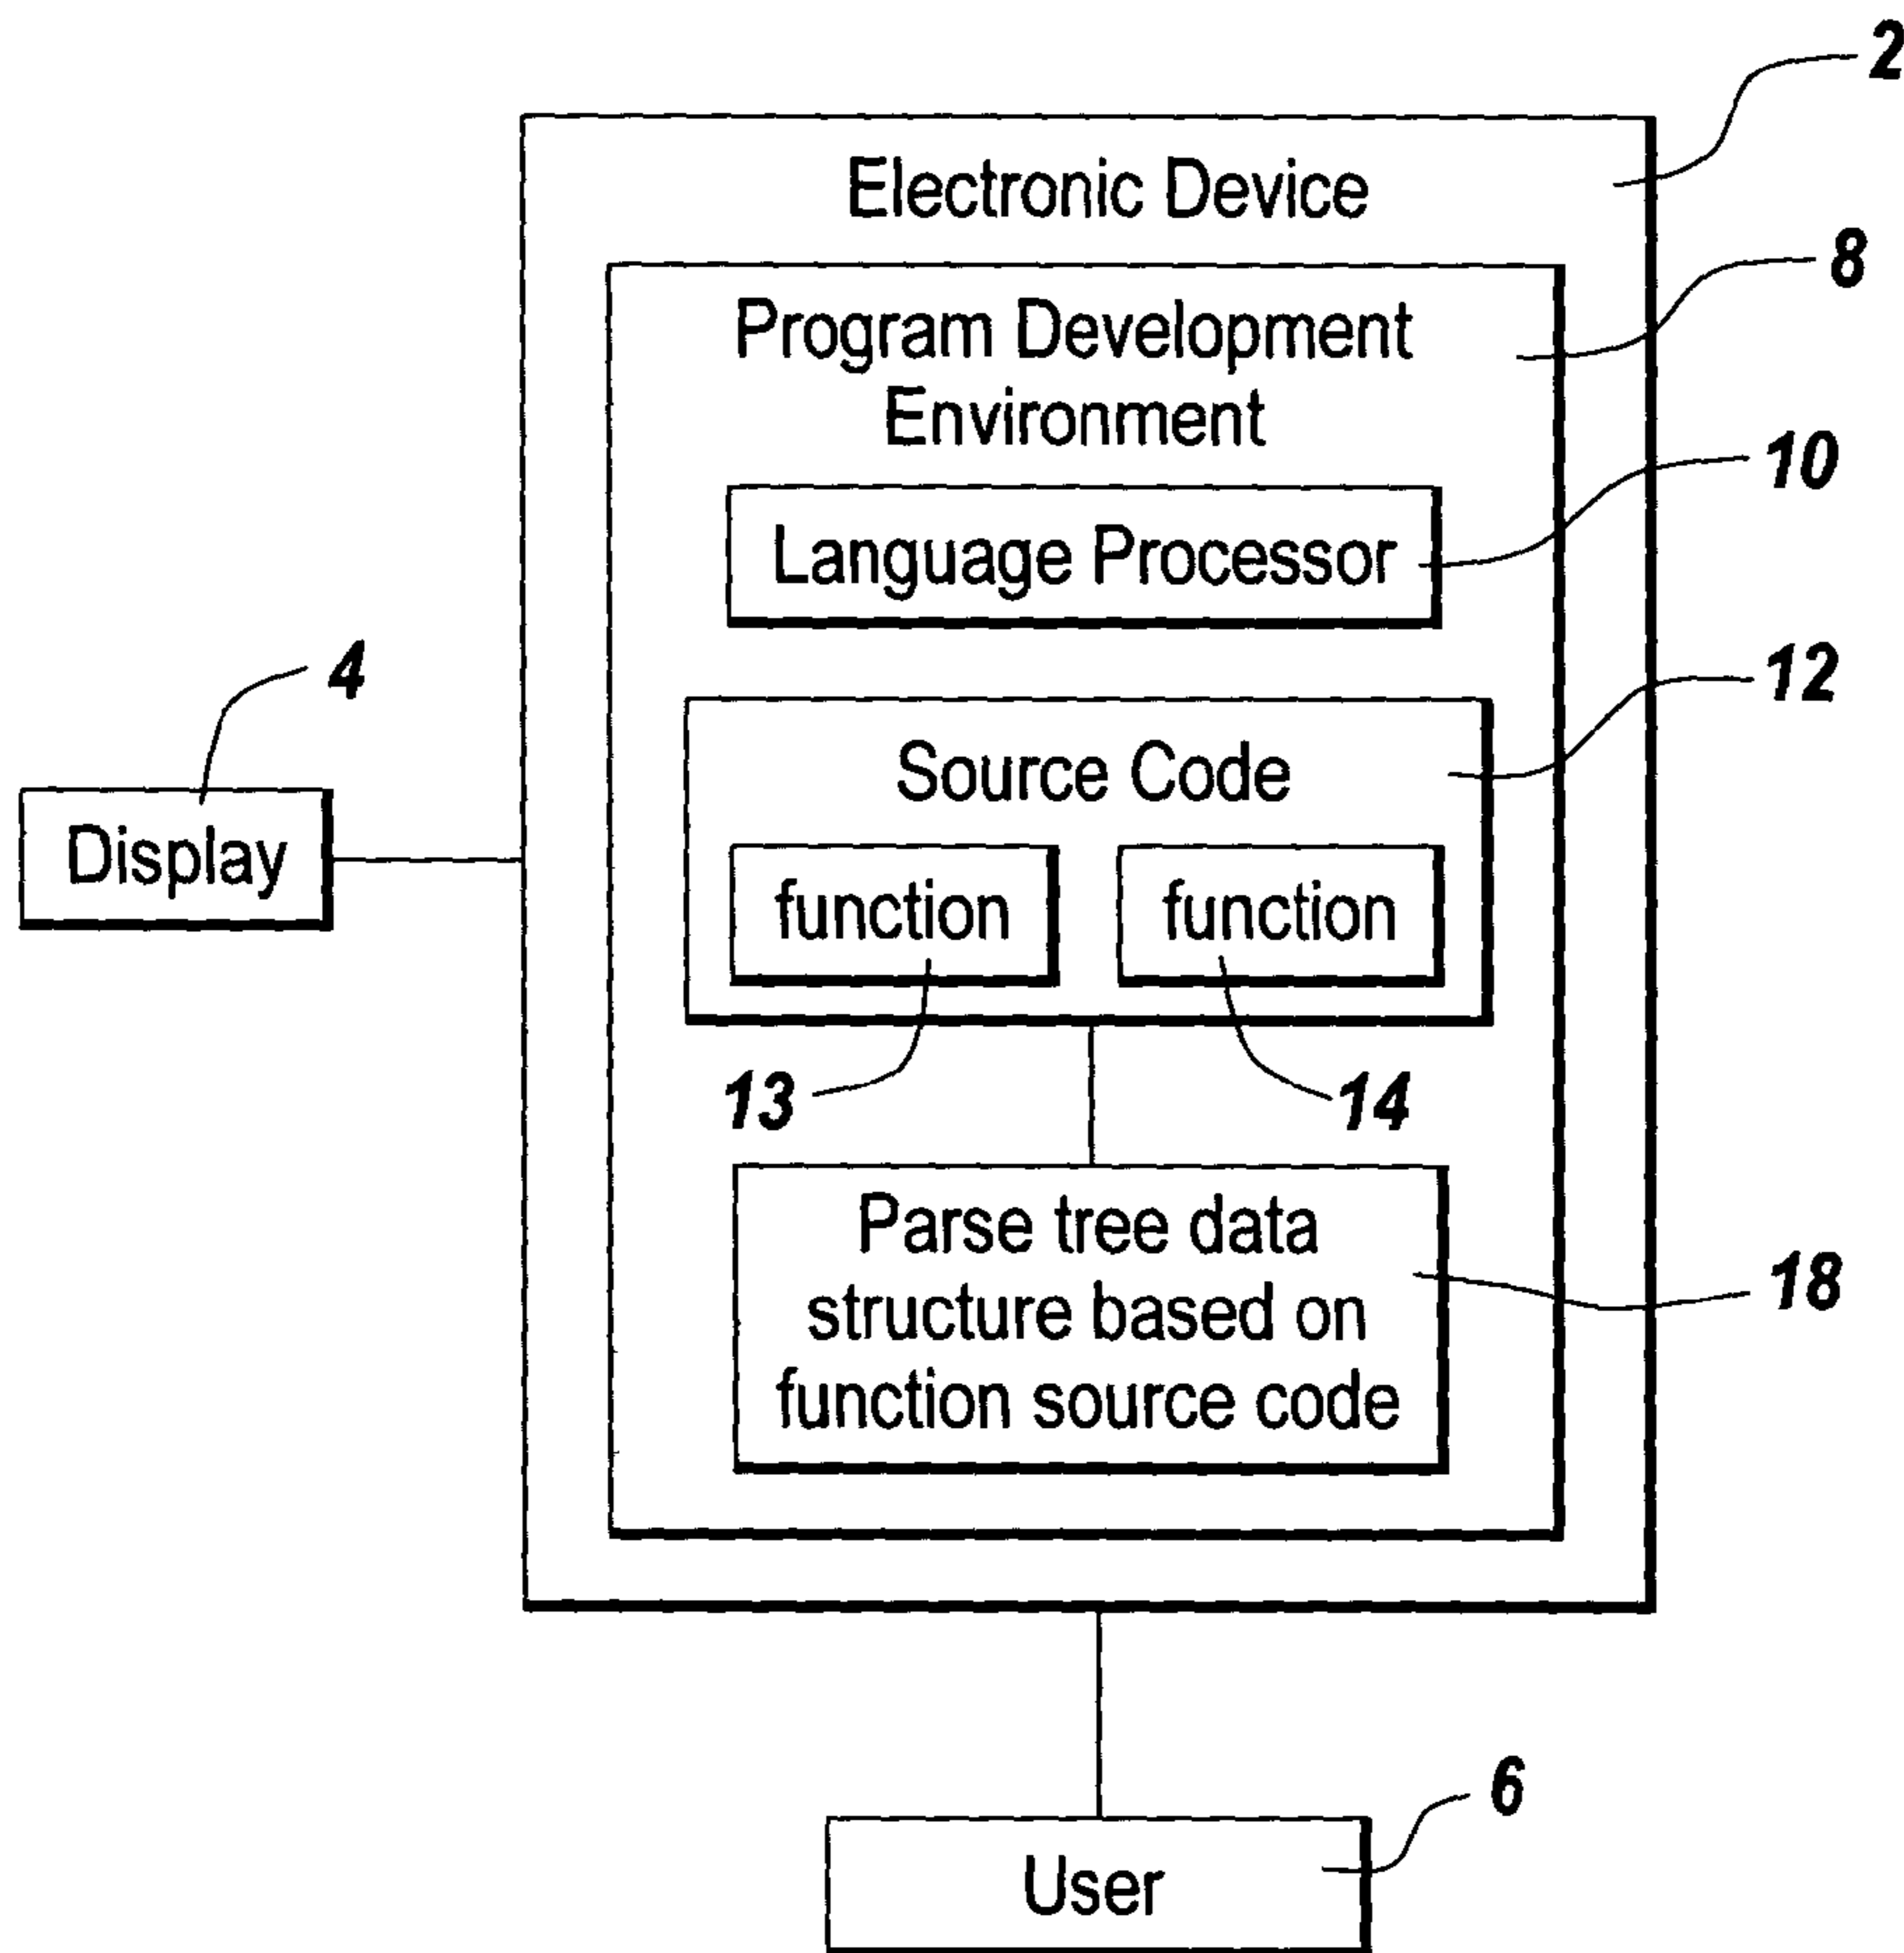 2
Electronic Device
8
Program Development
Environment
10
Language Processor
12
4
Source Code
Display
function
function
13
14
Parse tree data
structure based on
function source code
18
6
User